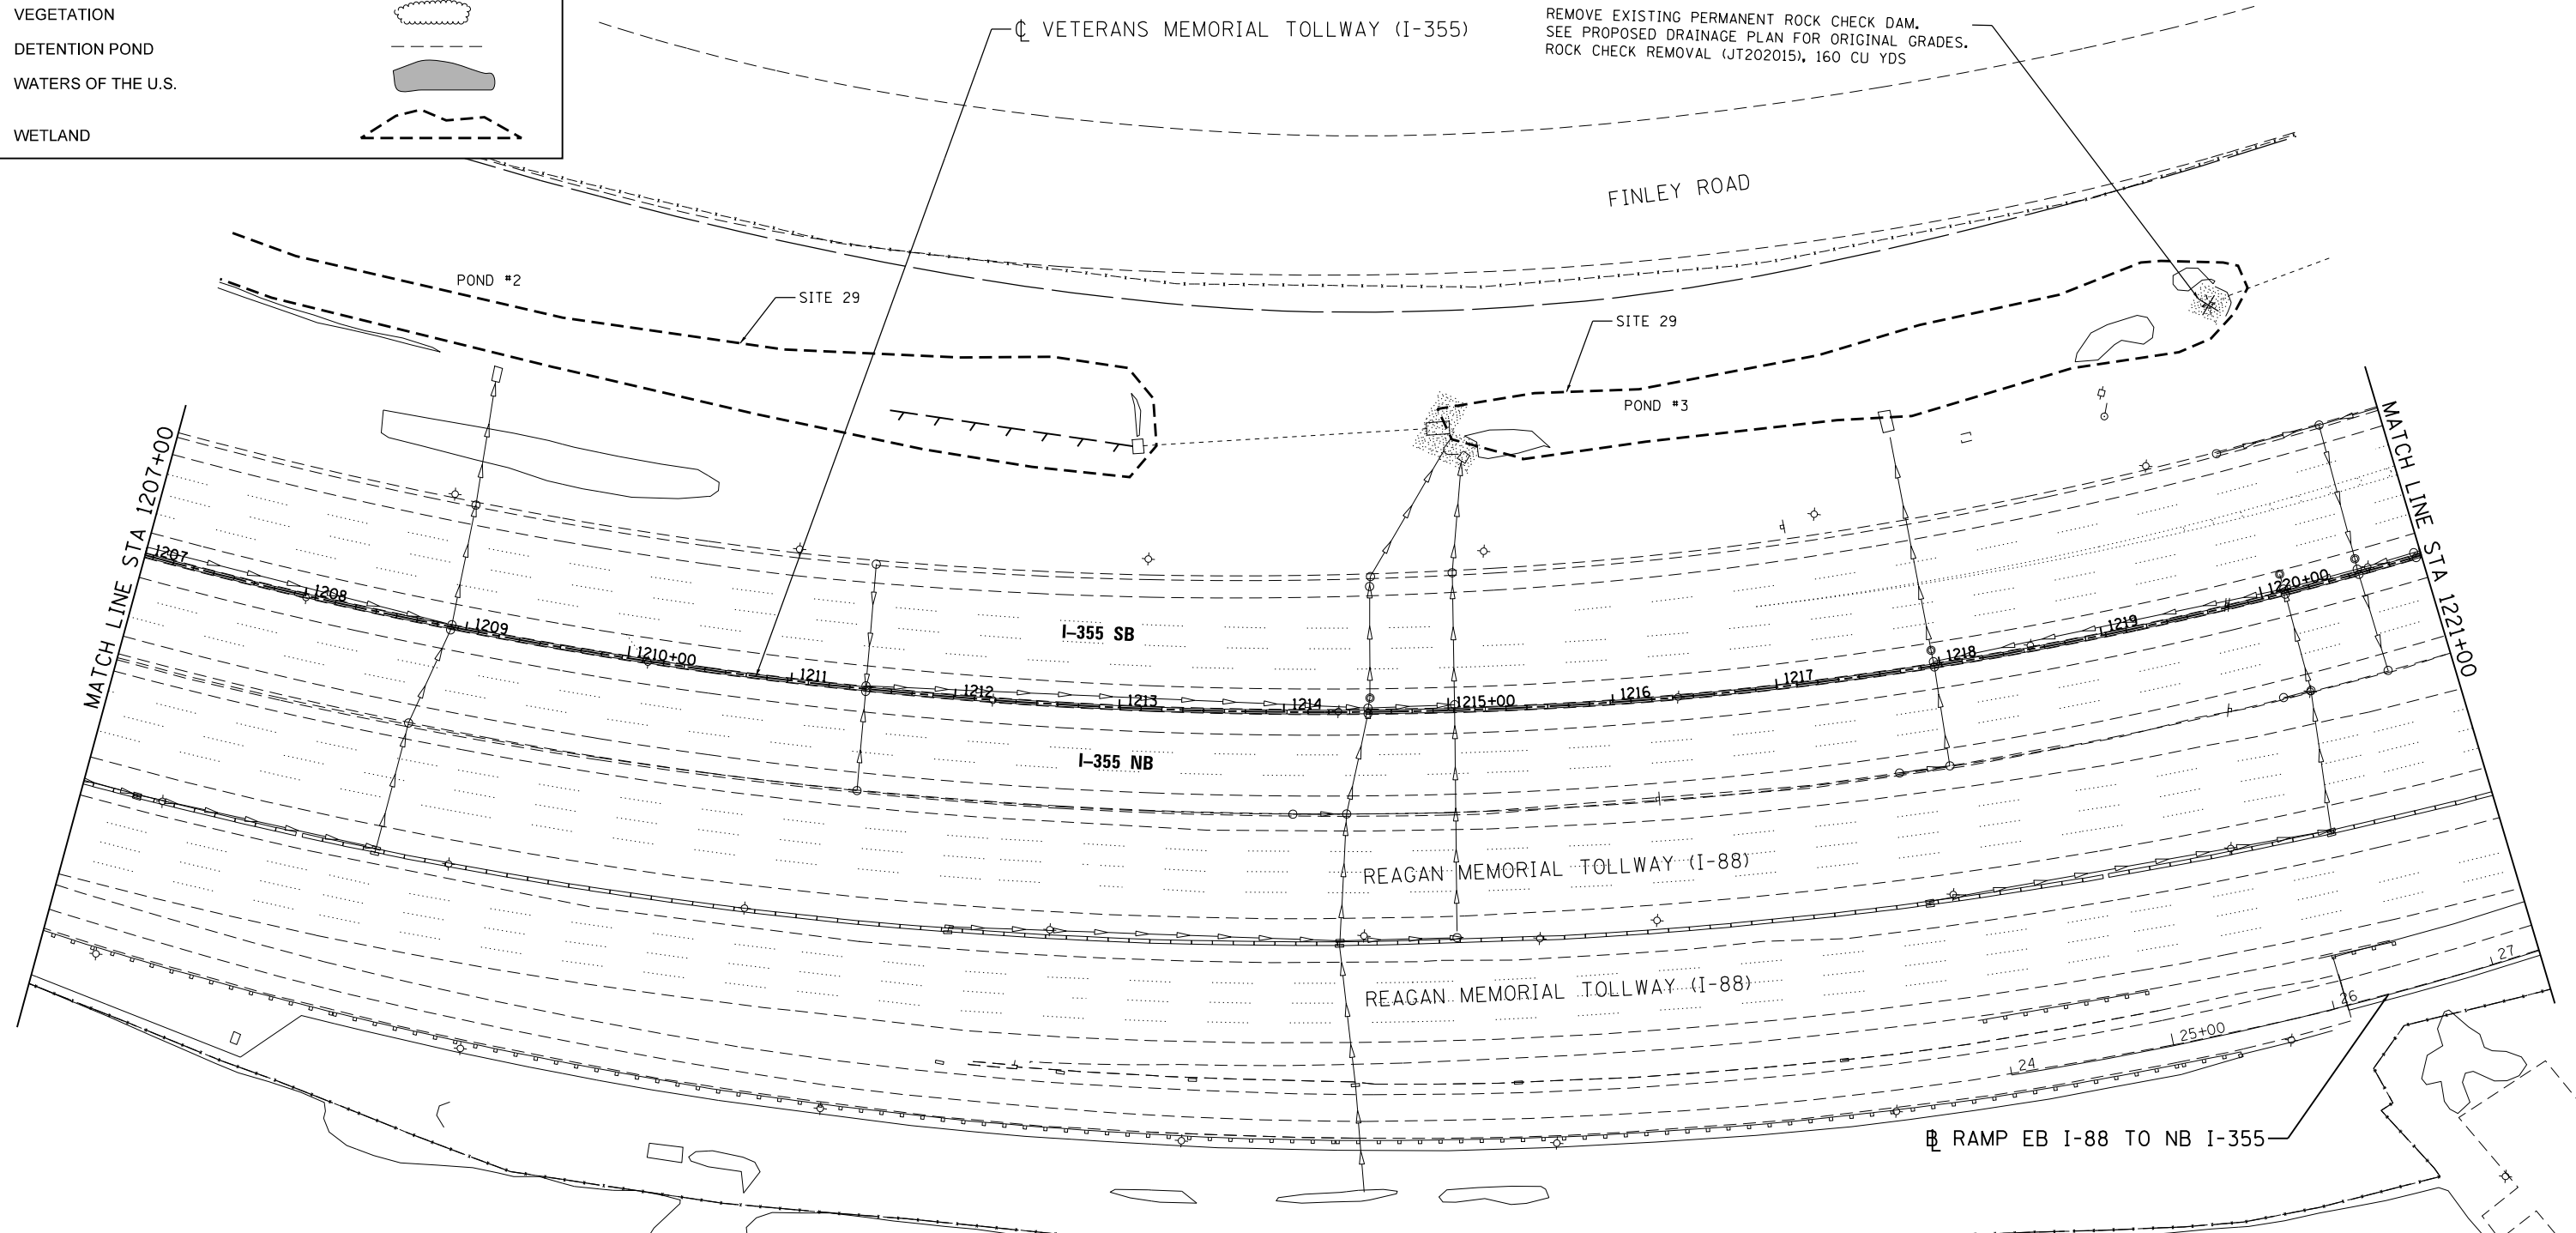 VEGETATION
DETENTION POND
WATERS OF THE U.S.
WETLAND
℄ VETERANS MEMORIAL TOLLWAY (I-355)
REMOVE EXISTING PERMANENT ROCK CHECK DAM.
SEE PROPOSED DRAINAGE PLAN FOR ORIGINAL GRADES.
ROCK CHECK REMOVAL (JT202015), 160 CU YDS
FINLEY ROAD
POND #2
SITE 29
SITE 29
POND #3
MATCH LINE STA 1207+00
MATCH LINE STA 1221+00
1207
1208
1209
1210+00
1211
1212
1213
1214
1215+00
1216
1217
1218
1219
1220+00
I-355 SB
I-355 NB
REAGAN MEMORIAL TOLLWAY (I-88)
REAGAN MEMORIAL TOLLWAY (I-88)
24
25+00
26
27
BL RAMP EB I-88 TO NB I-355